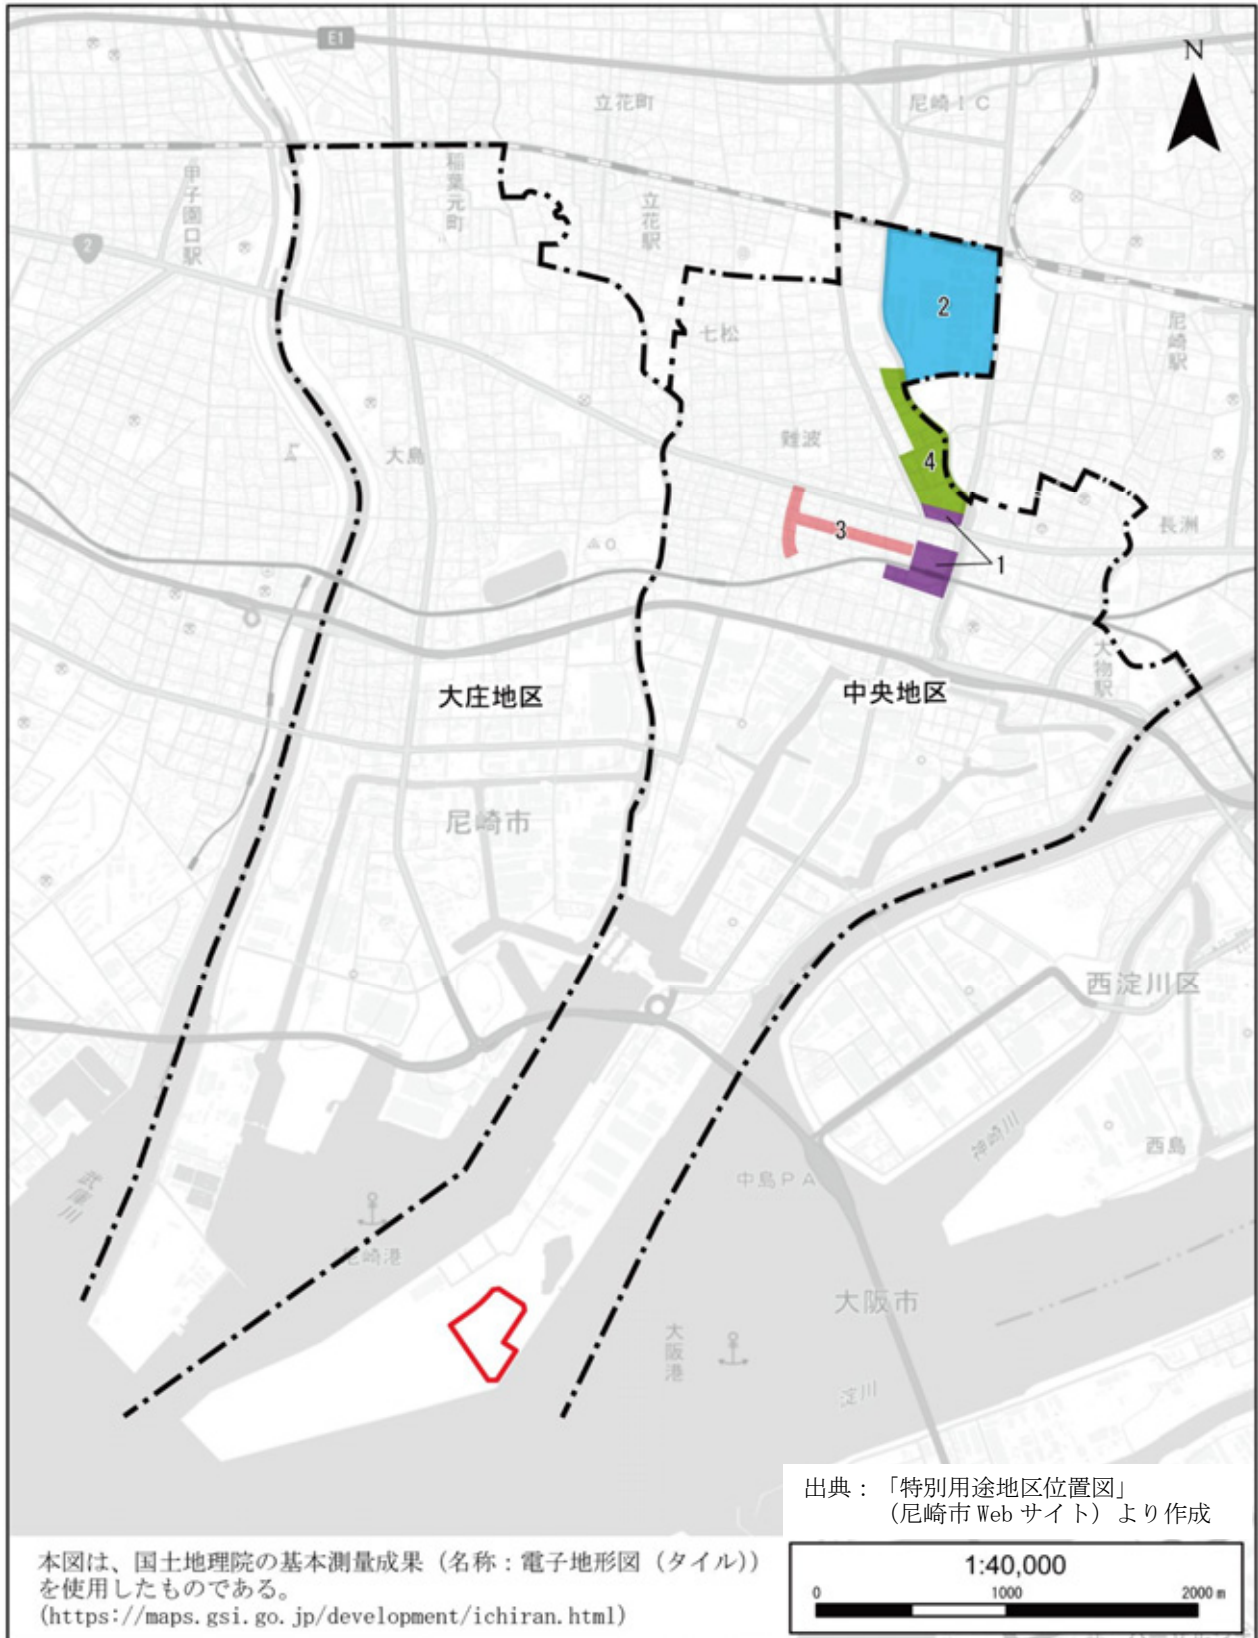 E1
N
立花町
尼崎IC
甲子園口駅
稲葉元町
立花駅
2
2
七松
尼崎駅
難波
大島
4
長洲
3
1
大物駅
大庄地区
中央地区
尼崎市
西淀川区
神崎川
西島
中島PA
武庫川
尼崎港
大阪市
大阪港
淀川
出典：「特別用途地区位置図」
（尼崎市Webサイト）より作成
本図は、国土地理院の基本測量成果（名称：電子地形図（タイル））
を使用したものである。
(https://maps.gsi.go.jp/development/ichiran.html)
1:40,000
0 1000 2000 m